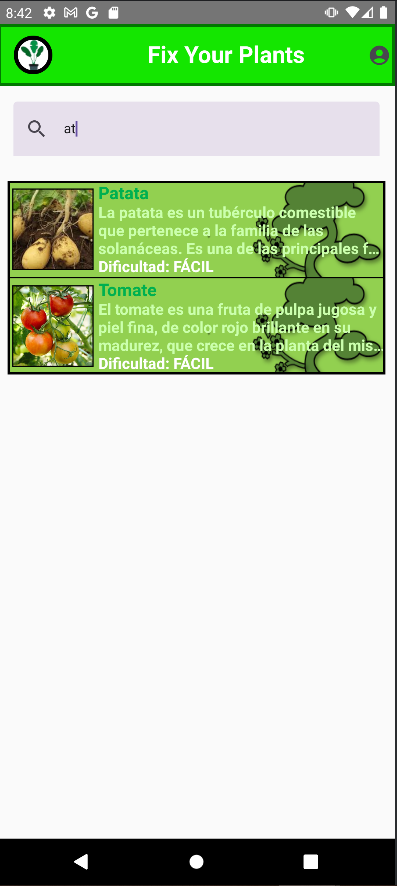 8:42
Fix Your Plants
at
Patata
La patata es un tubérculo comestible
que pertenece a la familia de las
solanáceas. Es una de las principales f...
Dificultad: FÁCIL
Tomate
El tomate es una fruta de pulpa jugosa y
piel fina, de color rojo brillante en su
madurez, que crece en la planta del mis...
Dificultad: FÁCIL